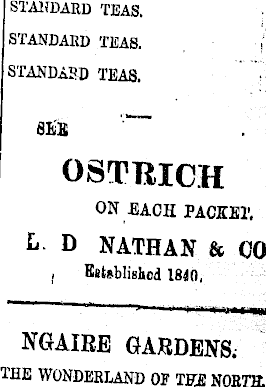 STANDARD TEAS.
STANDARD TEAS.
STANDARD TEAS.
SEE
OSTRICH
ON EACH PACKET.
L. D NATHAN & CO
Established 1840,
NGAIRE GARDENS.
THE WONDERLAND OF THE NORTH